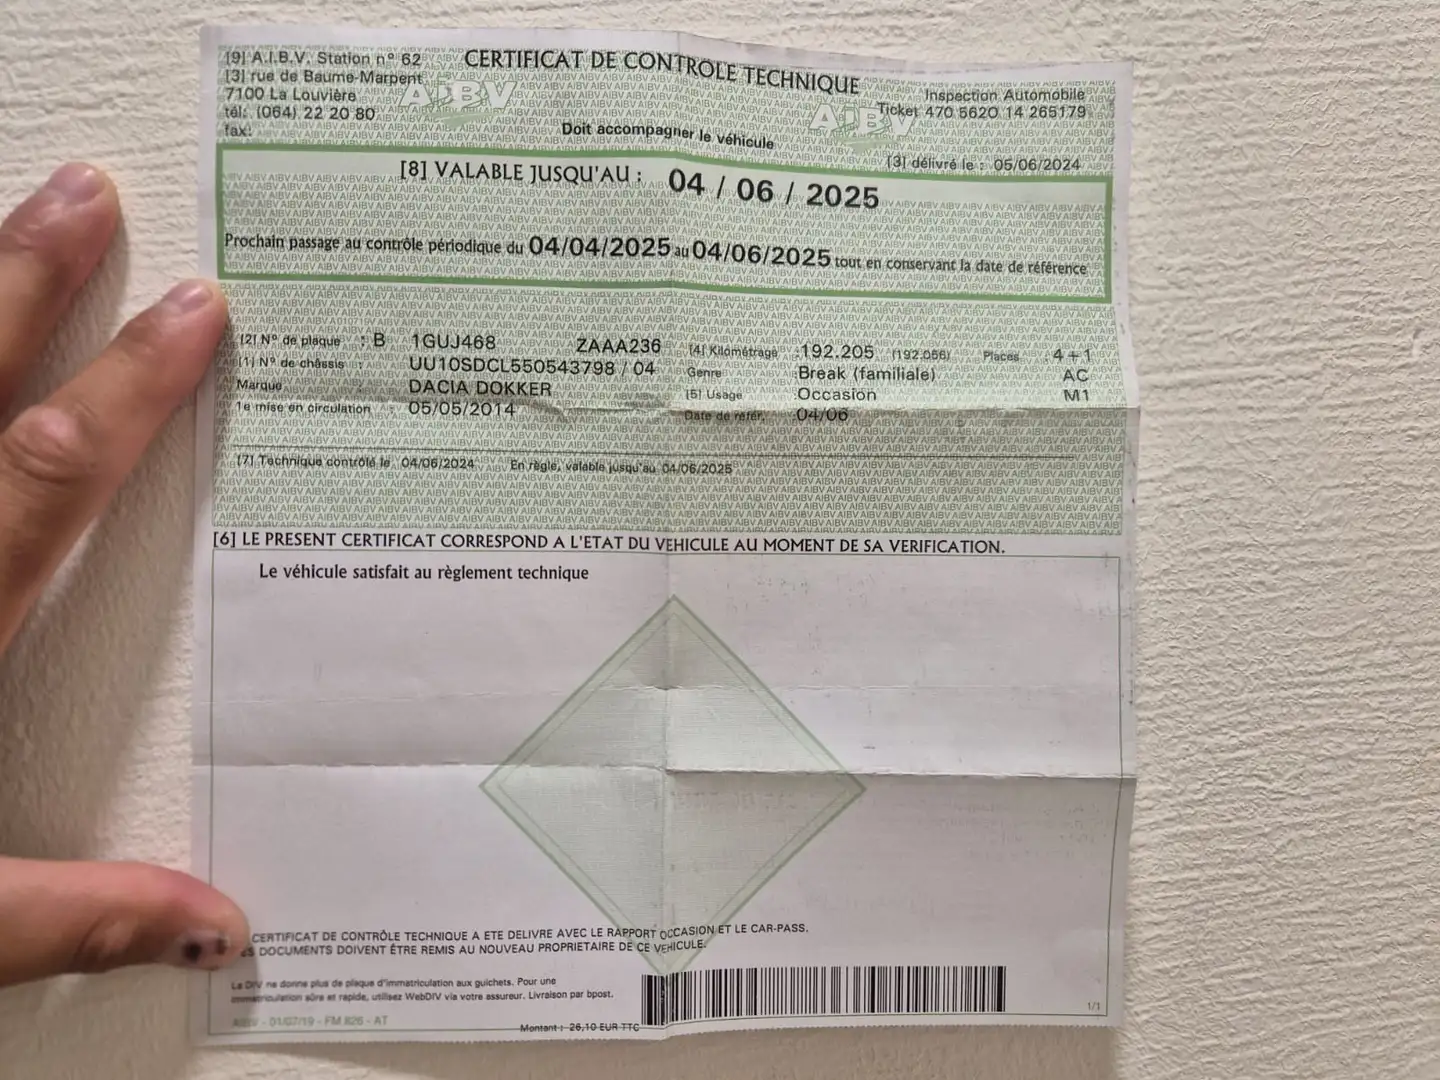 [9] A.I.B.V. Station n° 62
[3] rue de Baume-Marpent
7100 La Louvière
tél: (064) 22 20 80
fax:
CERTIFICAT DE CONTROLE TECHNIQUE
AIBV
AIBV
Inspection Automobile
Ticket 470 5620 14 265179
Doit accompagner le véhicule
[3] délivré le : 05/06/2024
[8] VALABLE JUSQU'AU : 04 / 06 / 2025
Prochain passage au contrôle périodique du 04/04/2025 au 04/06/2025 tout en conservant la date de référence
[2] N° de plaque : B 1GUJ468 ZAAA236
[1] N° de châssis : UU10SDCL550543798 / 04
Marque DACIA DOKKER
1e mise en circulation 05/05/2014
[4] Kilométrage :192.205 (192.056) Places :4+1
Genre :Break (familiale) AC
[5] Usage :Occasion M1
Date de référ. :04/06
[7] Technique contrôlé le 04/06/2024 En règle, valable jusqu'au 04/06/2025
[6] LE PRESENT CERTIFICAT CORRESPOND A L'ETAT DU VEHICULE AU MOMENT DE SA VERIFICATION.
Le véhicule satisfait au règlement technique
CERTIFICAT DE CONTRÔLE TECHNIQUE A ETE DELIVRE AVEC LE RAPPORT OCCASION ET LE CAR-PASS.
DOCUMENTS DOIVENT ÊTRE REMIS AU NOUVEAU PROPRIETAIRE DE CE VEHICULE.
La DIV ne donne plus de plaque d'immatriculation aux guichets. Pour une
immatriculation sûre et rapide, utilisez WebDIV via votre assureur. Livraison par bpost.
AIBV - 01/07/19 - FM 826 - AT
Montant : 26,10 EUR TTC
1/1